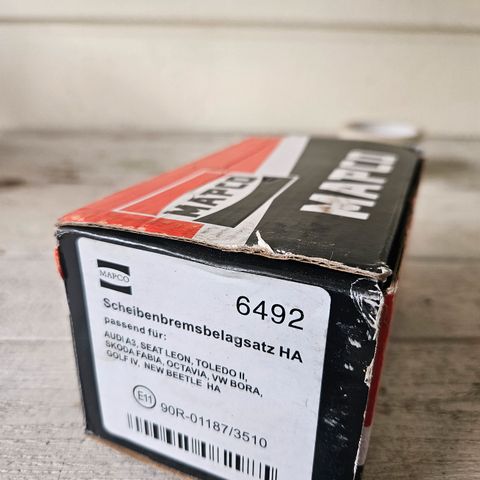 MAPCO
MAPCO
MAPCO
6492
Scheibenbremsbelagsatz HA
passend für:
AUDI A3, SEAT LEON, TOLEDO II,
SKODA FABIA, OCTAVIA, VW BORA,
GOLF IV, NEW BEETLE HA
E11
90R-01187/3510